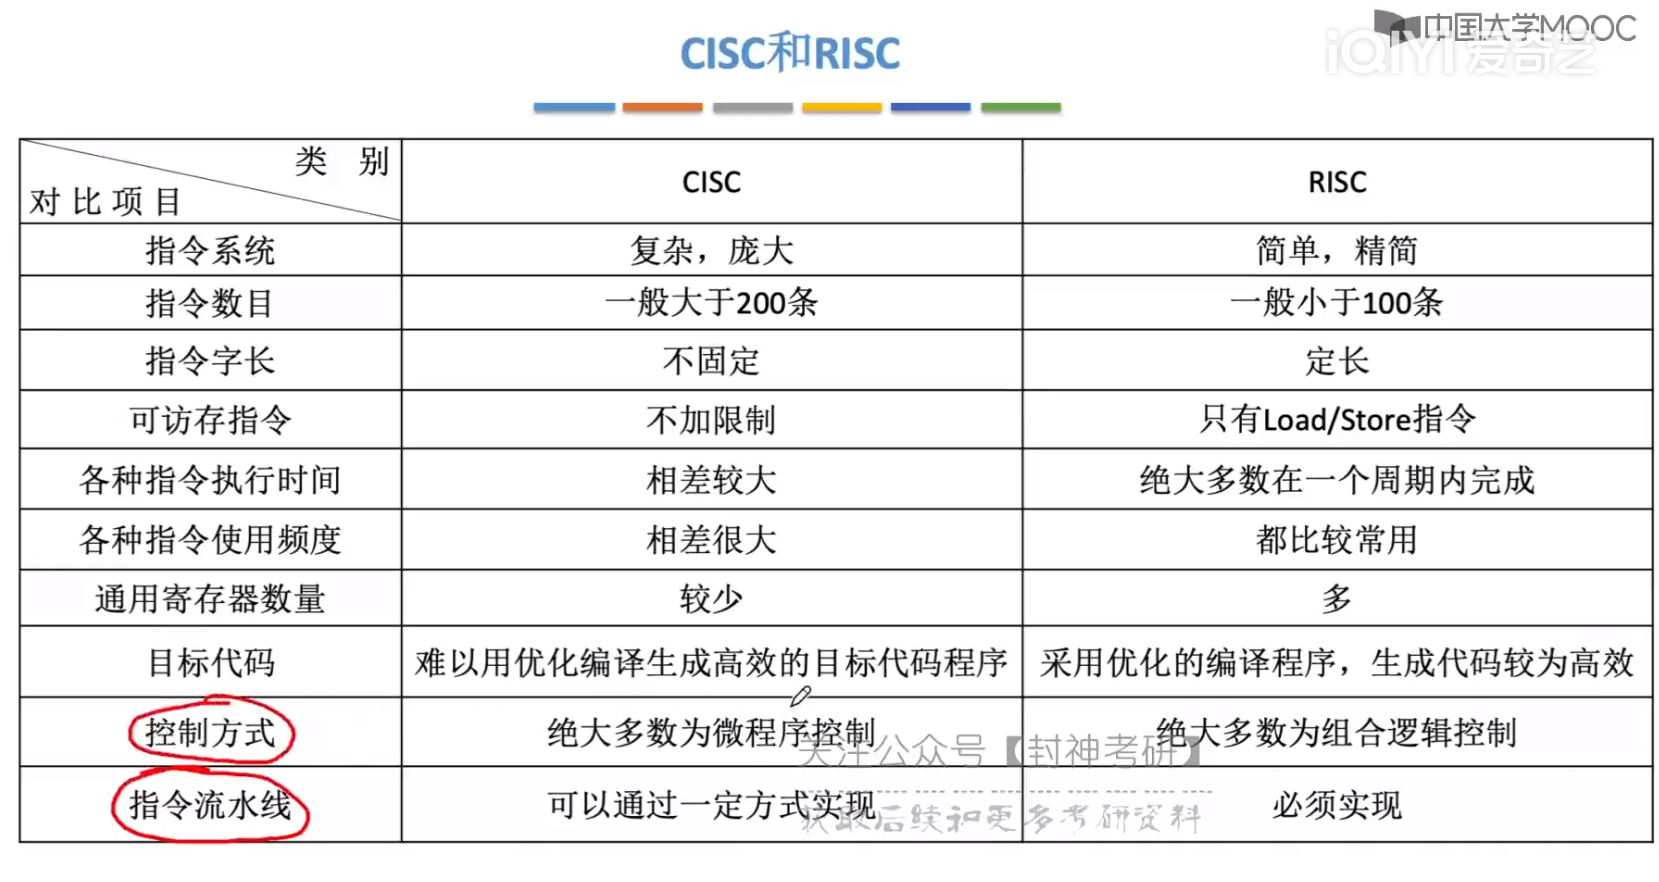 中国大学MOOC
iQIYI 爱奇艺
CISC和RISC
类 别
对比项目
CISC
RISC
指令系统
复杂，庞大
简单，精简
指令数目
一般大于200条
一般小于100条
指令字长
不固定
定长
可访存指令
不加限制
只有Load/Store指令
各种指令执行时间
相差较大
绝大多数在一个周期内完成
各种指令使用频度
相差很大
都比较常用
通用寄存器数量
较少
多
目标代码
难以用优化编译生成高效的目标代码程序
采用优化的编译程序，生成代码较为高效
控制方式
绝大多数为微程序控制
绝大多数为组合逻辑控制
关注公众号【封神考研】
指令流水线
可以通过一定方式实现
必须实现
获取后续和更多考研资料